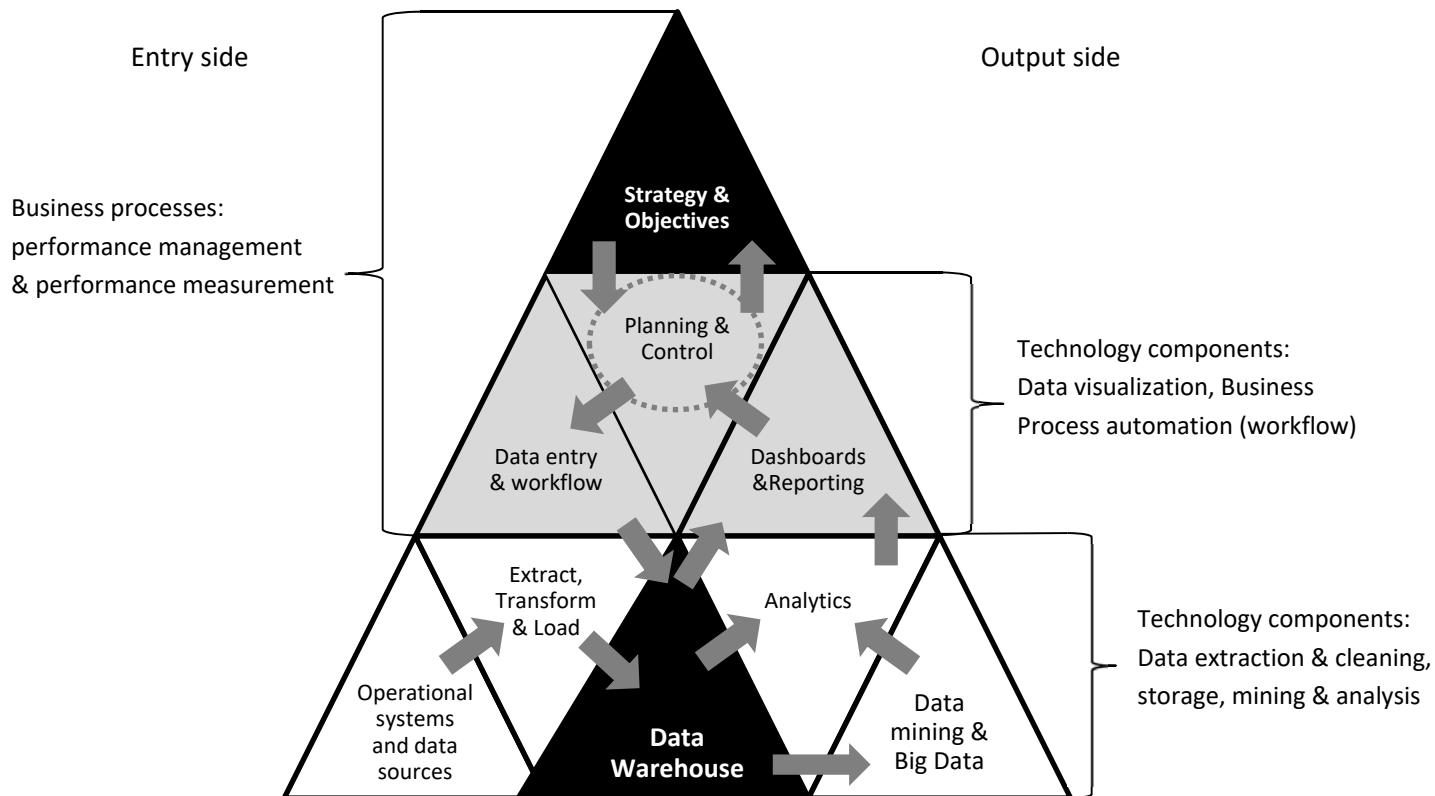 Entry side
Output side
Strategy &
Objectives
Business processes:
performance management
& performance measurement
Planning &
Control
Technology components:
Data visualization, Business
Process automation (workflow)
Data entry
& workflow
Dashboards
&Reporting
Extract,
Transform
& Load
Analytics
Technology components:
Data extraction & cleaning,
storage, mining & analysis
Operational
systems
and data
sources
Data
Warehouse
Data
mining &
Big Data